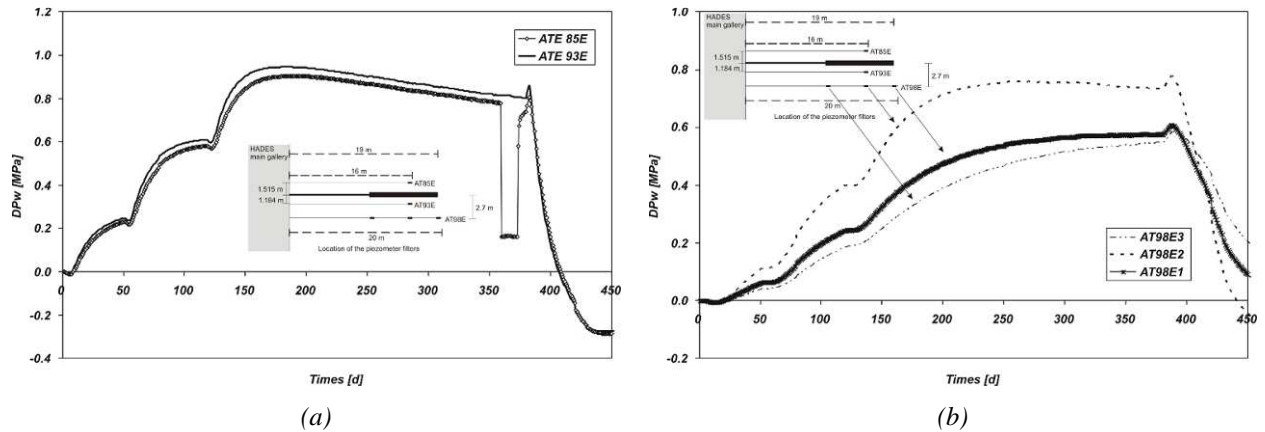 1.2
1.0
0.8
0.6
0.4
0.2
0.0
-0.2
-0.4
DPw [MPa]
0 50 100 150 200 250 300 350 400 450
Times [d]
ATE 85E
ATE 93E
HADES
main gallery
19 m
16 m
1.515 m
1.184 m
AT85E
AT93E
AT98E
2.7 m
20 m
Location of the piezometer filters
(a)
1.0
0.8
0.6
0.4
0.2
0.0
-0.2
DPw [MPa]
0 50 100 150 200 250 300 350 400 450
Times [d]
HADES
main gallery
19 m
16 m
1.515 m
1.184 m
AT85E
AT93E
AT98E
2.7 m
20 m
Location of the piezometer filters
AT98E3
AT98E2
AT98E1
(b)